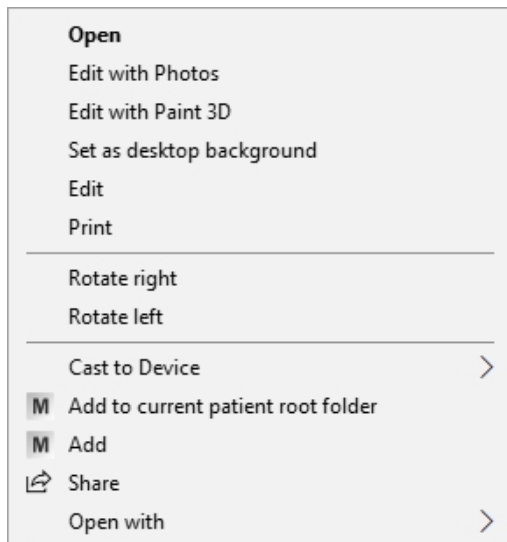 Open
Edit with Photos
Edit with Paint 3D
Set as desktop background
Edit
Print
Rotate right
Rotate left
Cast to Device
M Add to current patient root folder
M Add
Share
Open with